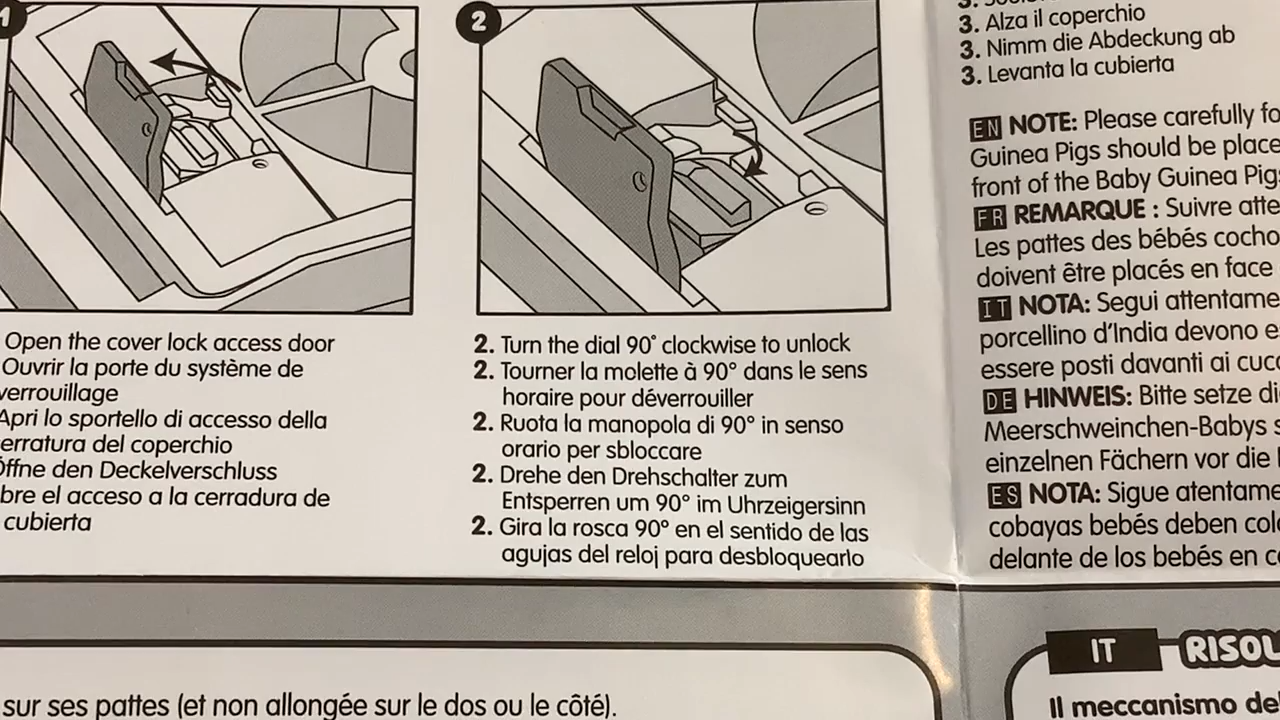 1
Open the cover lock access door
Ouvrir la porte du système de
verrouillage
Apri lo sportello di accesso della
serratura del coperchio
Öffne den Deckelverschluss
bre el acceso a la cerradura de
cubierta
2
2. Turn the dial 90° clockwise to unlock
2. Tourner la molette à 90° dans le sens
horaire pour déverrouiller
2. Ruota la manopola di 90° in senso
orario per sbloccare
2. Drehe den Drehschalter zum
Entsperren um 90° im Uhrzeigersinn
2. Gira la rosca 90° en el sentido de las
agujas del reloj para desbloquearlo
3.
3. Alza il coperchio
3. Nimm die Abdeckung ab
3. Levanta la cubierta
EN NOTE: Please carefully fo
Guinea Pigs should be place
front of the Baby Guinea Pig
FR REMARQUE : Suivre atte
Les pattes des bébés cocho
doivent être placés en face
IT NOTA: Segui attentame
porcellino d'India devono e
essere posti davanti ai cucc
DE HINWEIS: Bitte setze di
Meerschweinchen-Babys s
einzelnen Fächern vor die
ES NOTA: Sigue atentame
cobayas bebés deben col
delante de los bebés en c
sur ses pattes (et non allongée sur le dos ou le côté).
IT RISOL
Il meccanismo de